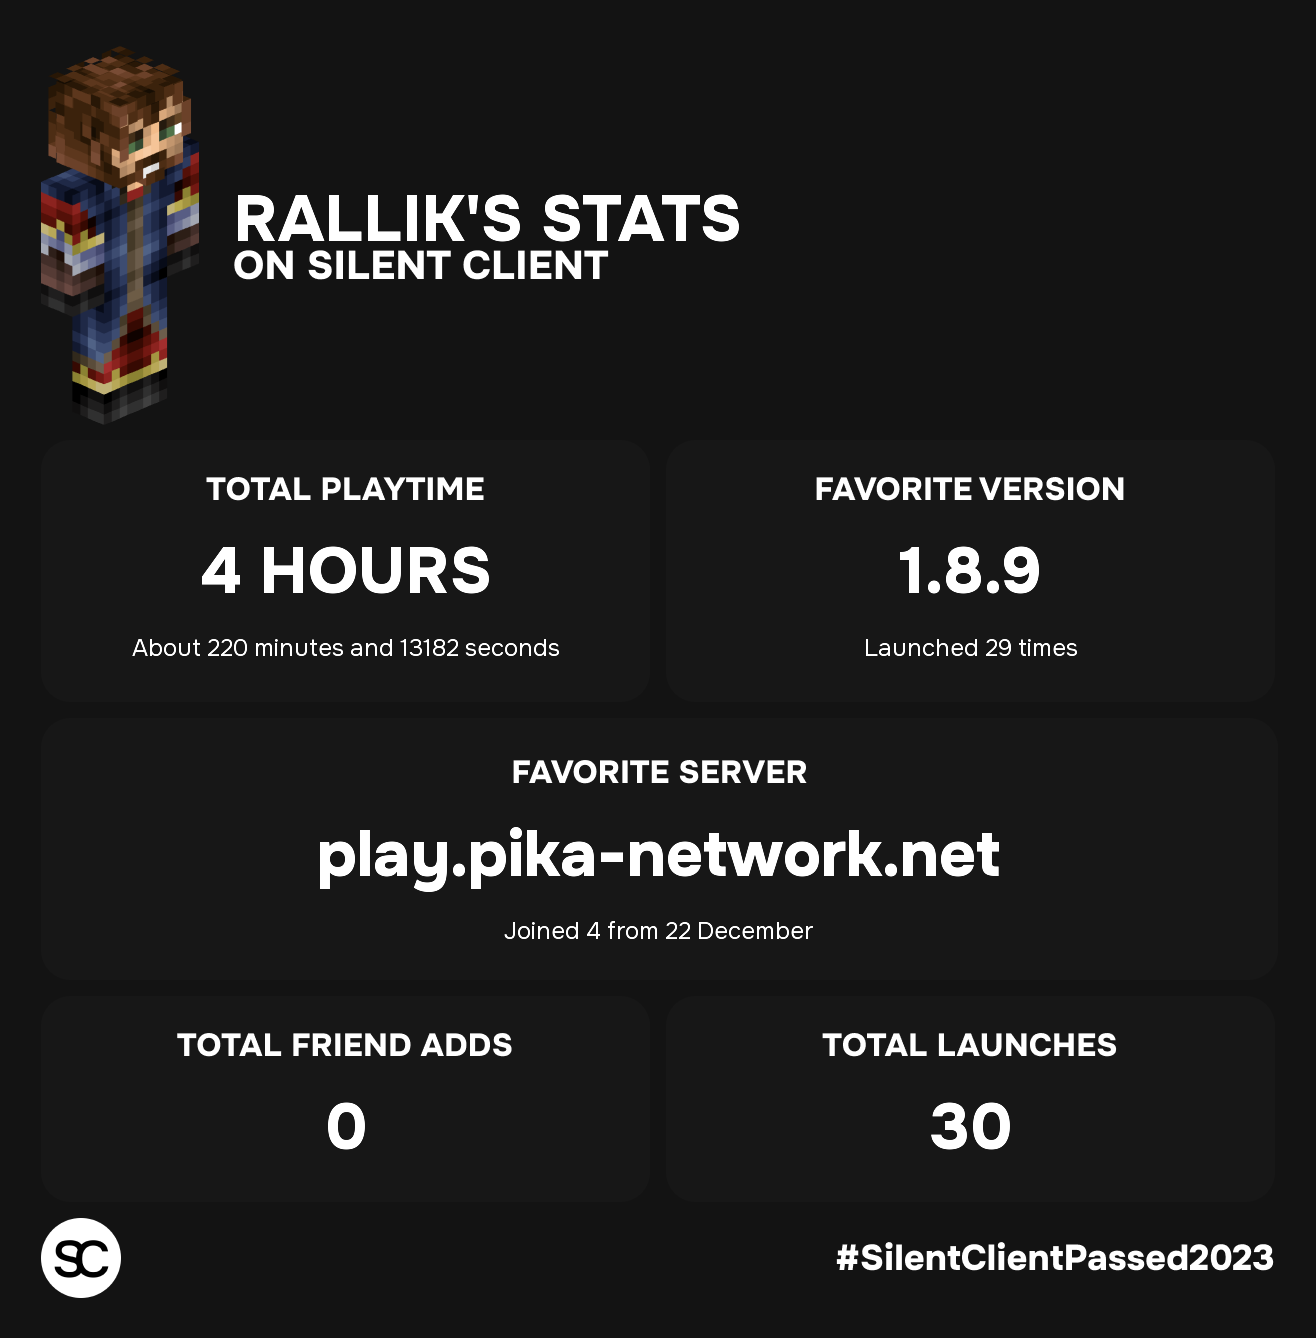 RALLIK'S STATS
ON SILENT CLIENT
TOTAL PLAYTIME
4 HOURS
About 220 minutes and 13182 seconds
FAVORITE VERSION
1.8.9
Launched 29 times
FAVORITE SERVER
play.pika-network.net
Joined 4 from 22 December
TOTAL FRIEND ADDS
0
TOTAL LAUNCHES
30
SC
#SilentClientPassed2023